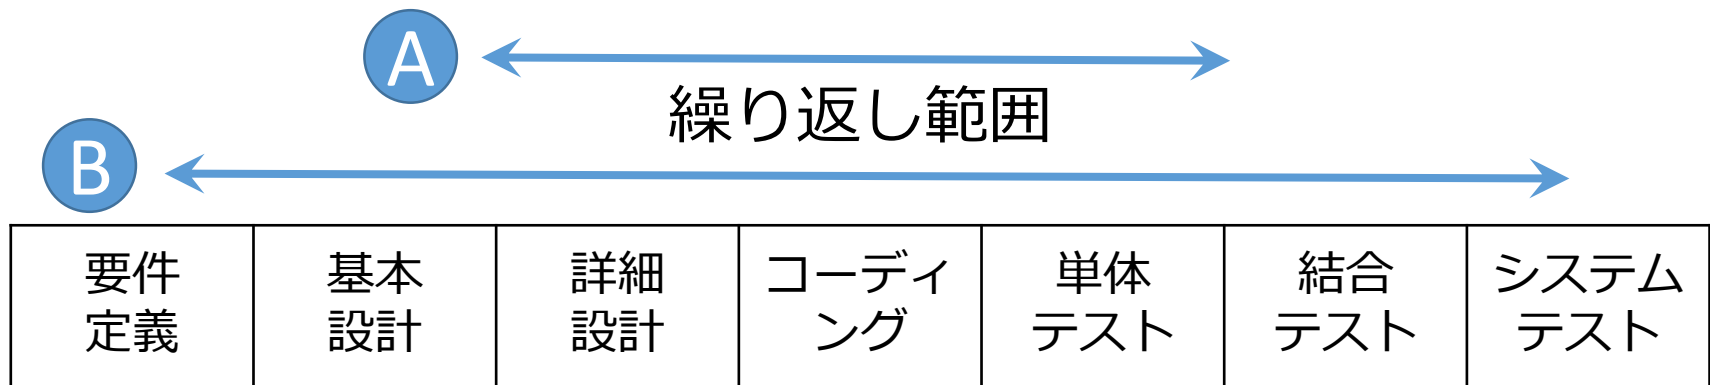 A
繰り返し範囲
B
要件
定義
基本
設計
詳細
設計
コーディ
ング
単体
テスト
結合
テスト
システム
テスト